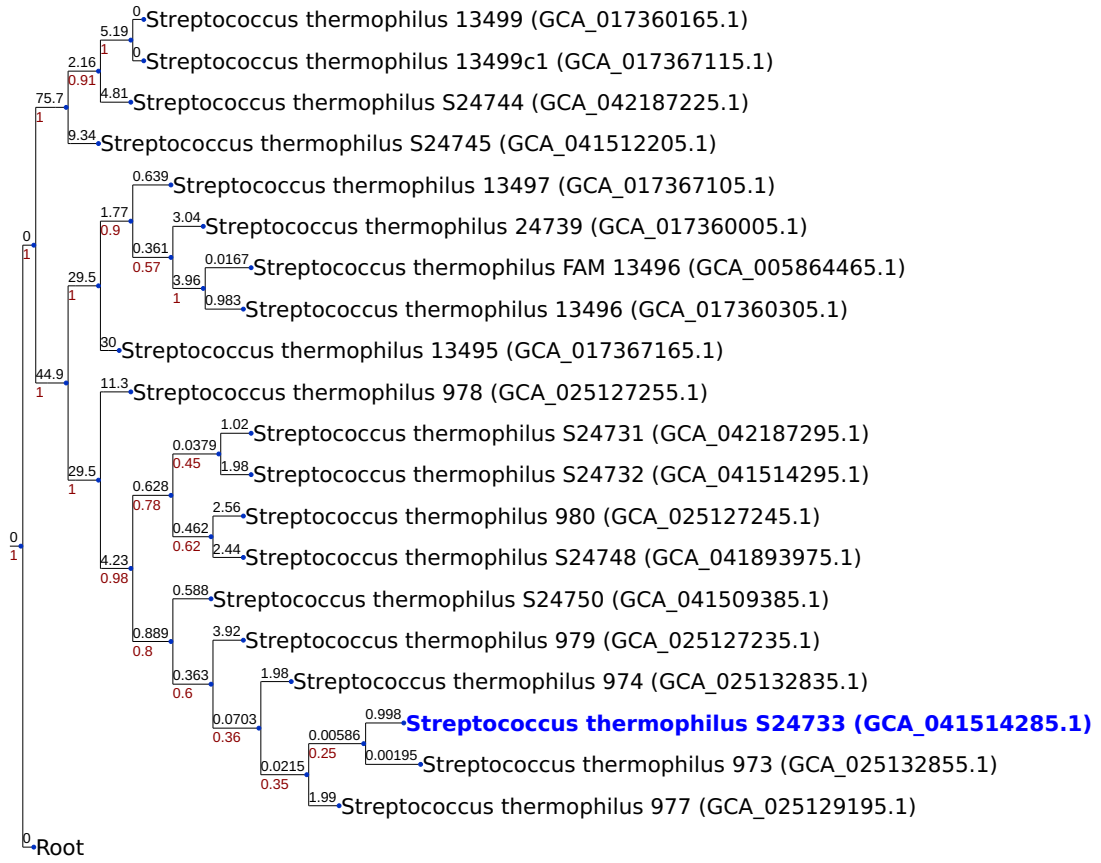 0 Streptococcus thermophilus 13499 (GCA_017360165.1)
5.19
1
0 Streptococcus thermophilus 13499c1 (GCA_017367115.1)
2.16
0.91
4.81 Streptococcus thermophilus S24744 (GCA_042187225.1)
75.7
1
9.34 Streptococcus thermophilus S24745 (GCA_041512205.1)
0.639 Streptococcus thermophilus 13497 (GCA_017367105.1)
1.77
0.9
3.04 Streptococcus thermophilus 24739 (GCA_017360005.1)
0
1
0.361
0.57
0.0167 Streptococcus thermophilus FAM 13496 (GCA_005864465.1)
3.96
1
29.5
1
0.983 Streptococcus thermophilus 13496 (GCA_017360305.1)
30 Streptococcus thermophilus 13495 (GCA_017367165.1)
44.9
1
11.3 Streptococcus thermophilus 978 (GCA_025127255.1)
1.02 Streptococcus thermophilus S24731 (GCA_042187295.1)
0.0379
0.45
1.98 Streptococcus thermophilus S24732 (GCA_041514295.1)
29.5
1
0.628
0.78
2.56 Streptococcus thermophilus 980 (GCA_025127245.1)
0.462
0.62
0
1
2.44 Streptococcus thermophilus S24748 (GCA_041893975.1)
4.23
0.98
0.588 Streptococcus thermophilus S24750 (GCA_041509385.1)
0.889
0.8
3.92 Streptococcus thermophilus 979 (GCA_025127235.1)
0.363
0.6
1.98 Streptococcus thermophilus 974 (GCA_025132835.1)
0.0703
0.36
0.998 Streptococcus thermophilus S24733 (GCA_041514285.1)
0.00586
0.25
0.00195 Streptococcus thermophilus 973 (GCA_025132855.1)
0.0215
0.35
1.99 Streptococcus thermophilus 977 (GCA_025129195.1)
0 Root